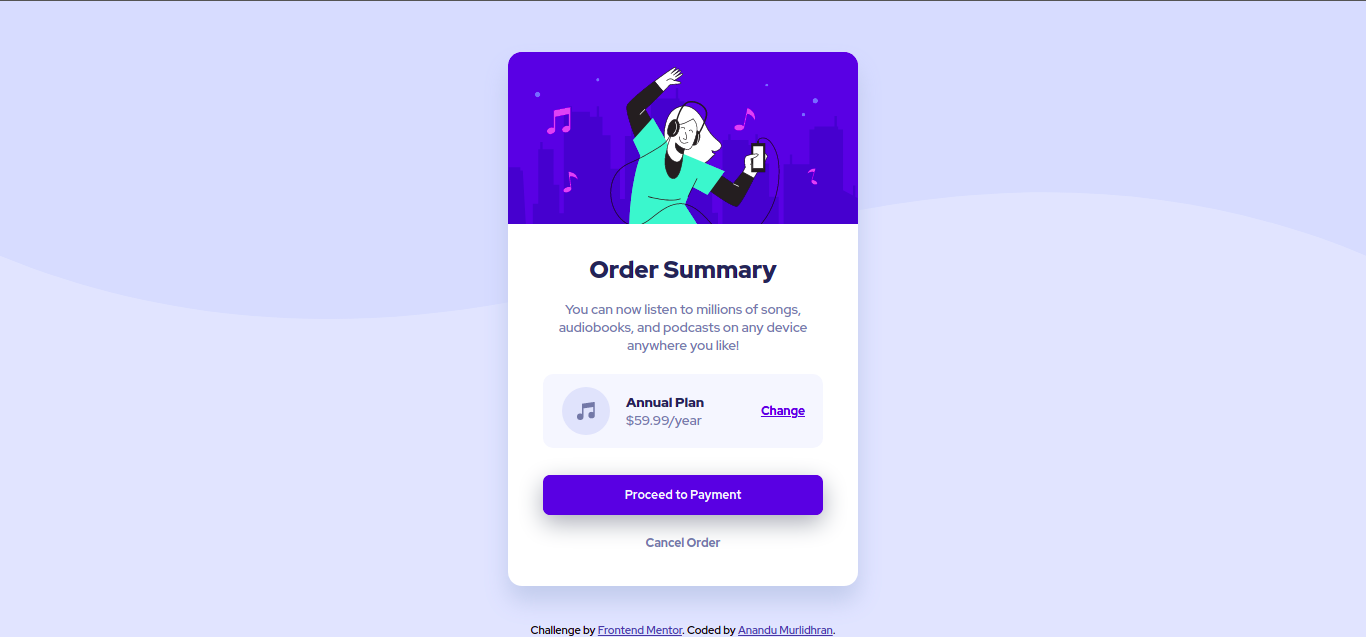 Order Summary
You can now listen to millions of songs,
audiobooks, and podcasts on any device
anywhere you like!
Annual Plan
$59.99/year
Change
Proceed to Payment
Cancel Order
Challenge by Frontend Mentor. Coded by Anandu Murlidhran.